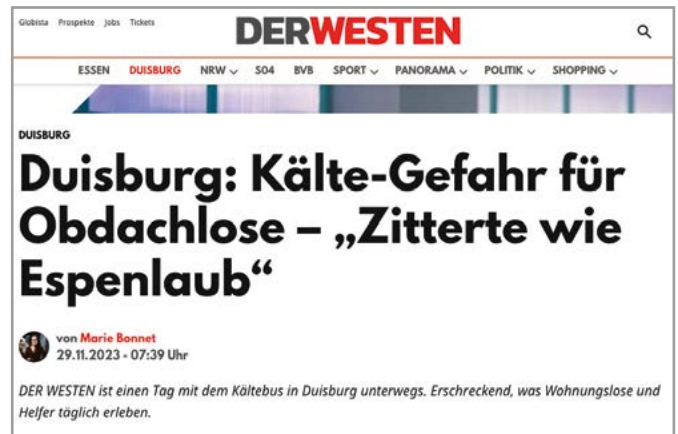 Globista Prospekte Jobs Tickets
DERWESTEN
ESSEN DUISBURG NRW S04 BVB SPORT PANORAMA POLITIK SHOPPING
DUISBURG
Duisburg: Kälte-Gefahr für
Obdachlose – „Zitterte wie
Espenlaub“
von Marie Bonnet
29.11.2023 - 07:39 Uhr
DER WESTEN ist einen Tag mit dem Kältebus in Duisburg unterwegs. Erschreckend, was Wohnungslose und
Helfer täglich erleben.